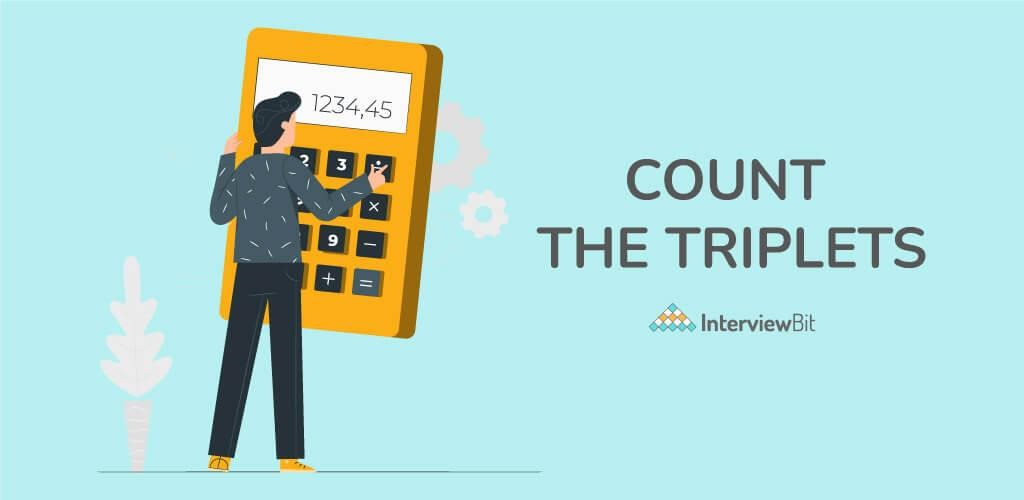 1234,45
2 3 ÷
×
9 −
+ =
COUNT
THE TRIPLETS
InterviewBit